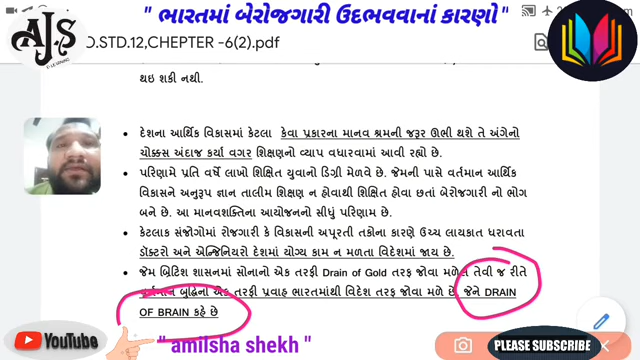 " ભારતમાં બેરોજગારી ઉદભવવાનાં કારણો"
AJS
E-LEARNING
O.STD.12,CHEPTER -6(2).pdf
થઇ શકી નથી.
• દેશના આર્થિક વિકાસમાં કેટલા કેવા પ્રકારના માનવ શ્રમની જરૂર ઊભી થશે તે અંગેનો
ચોક્કસ અંદાજ કર્યા વગર શિક્ષણનો વ્યાપ વધારવામાં આવી રહ્યો છે.
• પરિણામે પ્રતિ વર્ષે લાખો શિક્ષિત યુવાનો ડિગ્રી મેળવે છે. જેમની પાસે વર્તમાન આર્થિક
વિકાસને અનુરૂપ જ્ઞાન તાલીમ શિક્ષણ ન હોવાથી શિક્ષિત હોવા છતાં બેરોજગારી નો ભોગ
બને છે. આ માનવશક્તિના આયોજનનો સીધું પરિણામ છે.
• કેટલાક સંજોગોમાં રોજગારી કે વિકાસની અપૂરતી તકોના કારણે ઉચ્ચ લાયકાત ધરાવતા
ડૉક્ટરો અને એન્જિનિયરો દેશમાં યોગ્ય કામ ન મળતા વિદેશમાં જાય છે.
• જેમ બ્રિટિશ શાસનમાં સોનાનો એક તરફી Drain of Gold તરફ જોવા મળેલ તેવી જ રીતે
વર્તમાન બુદ્ધિનો એક તરફી પ્રવાહ ભારતમાંથી વિદેશ તરફ જોવા મળે છે. જેને DRAIN
OF BRAIN કહે છે
YouTube
" amilsha shekh "
PLEASE SUBSCRIBE